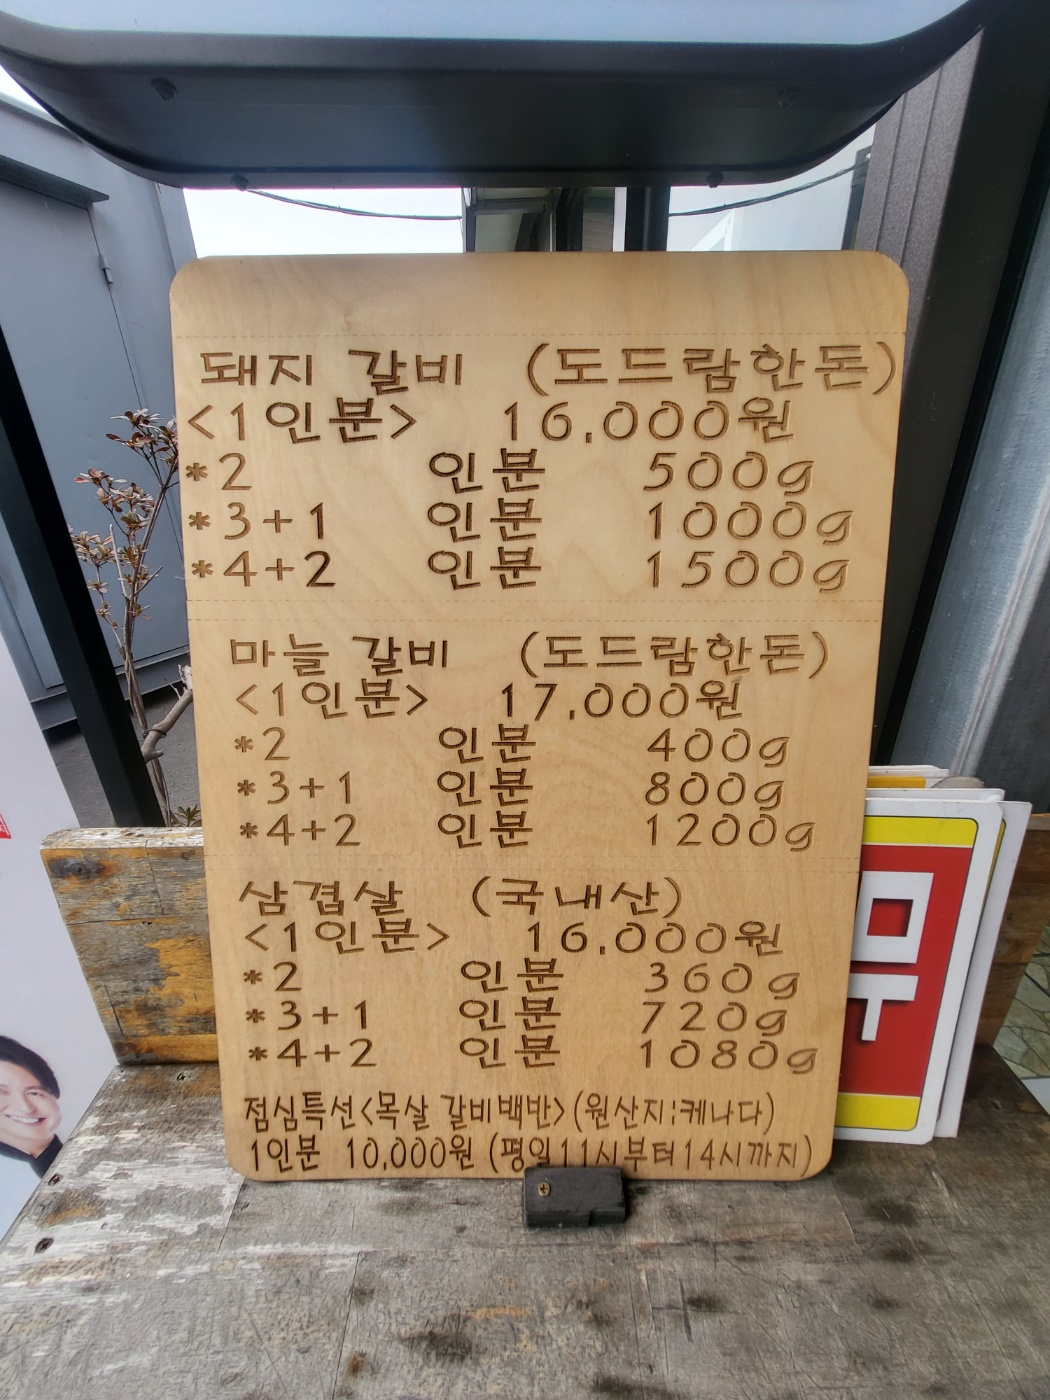 돼지 갈비 (도드람한돈)
<1인분> 16,000원
*2 인분 500g
*3+1 인분 1000g
*4+2 인분 1500g
마늘 갈비 (도드람한돈)
<1인분> 17,000원
*2 인분 400g
*3+1 인분 800g
*4+2 인분 1200g
삼겹살 (국내산)
<1인분> 16,000원
*2 인분 360g
*3+1 인분 720g
*4+2 인분 1080g
점심특선<목살 갈비백반>(원산지;케나다)
1인분 10,000원 (평일11시부터14시까지)
무